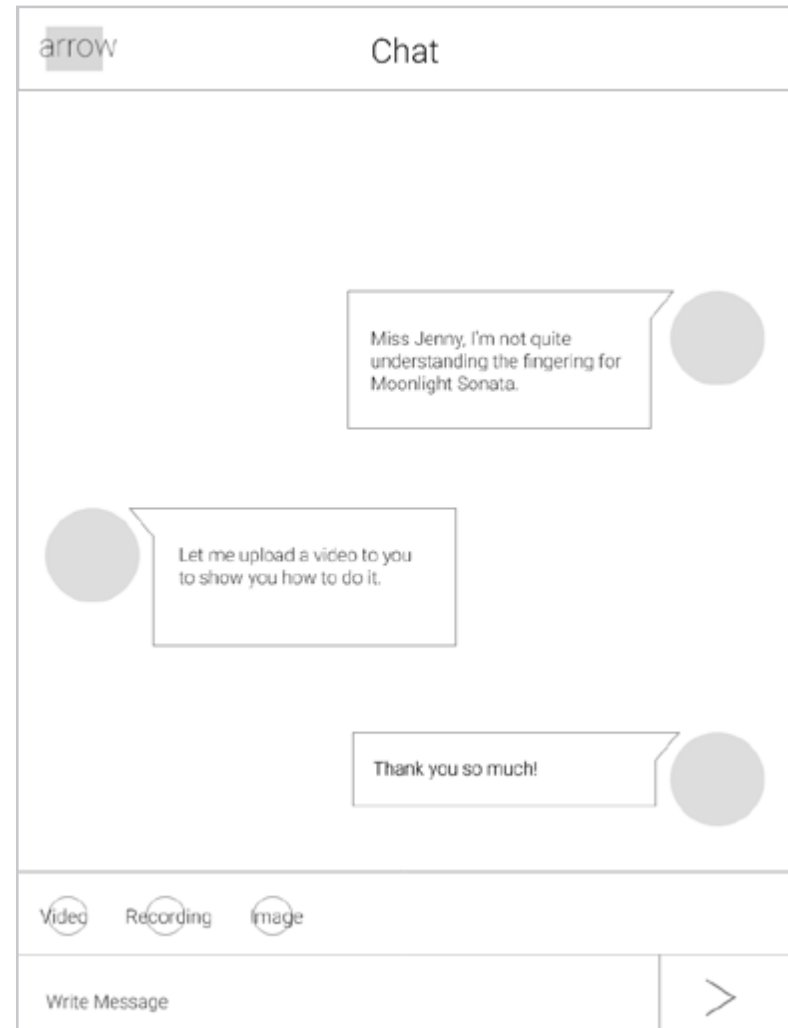 arrow
Chat
Miss Jenny, I'm not quite
understanding the fingering for
Moonlight Sonata.
Let me upload a video to you
to show you how to do it.
Thank you so much!
Video Recording Image
Write Message